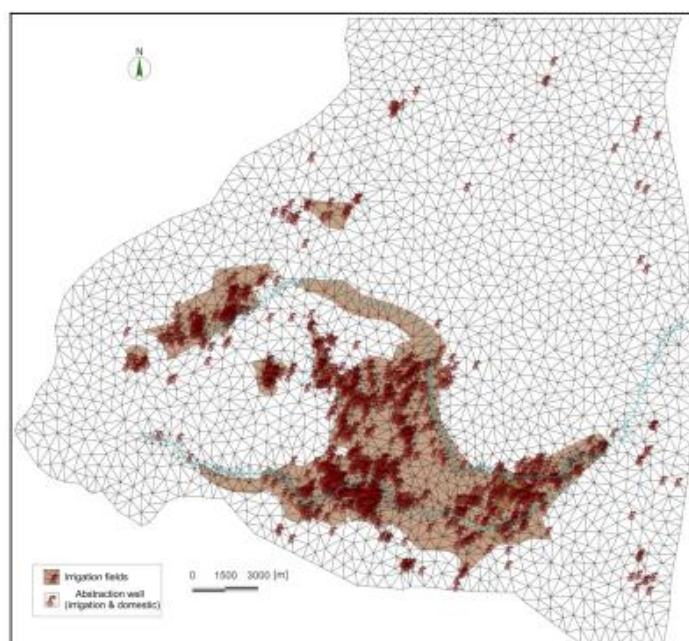 N
Irrigation fields
Abstraction well
(irrigation & domestic)
0 1500 3000 [m]